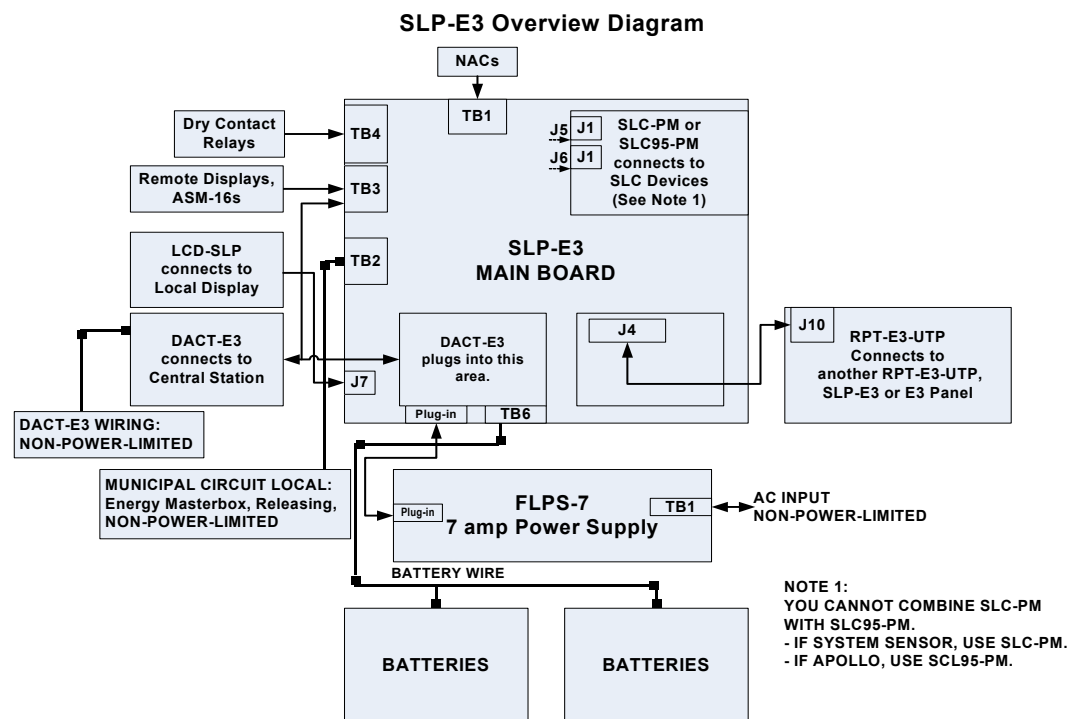 SLP-E3 Overview Diagram
NACs
TB1
Dry Contact
Relays
TB4
J5
J1
J6
J1
SLC-PM or
SLC95-PM
connects to
SLC Devices
(See Note 1)
Remote Displays,
ASM-16s
TB3
LCD-SLP
connects to
Local Display
TB2
SLP-E3
MAIN BOARD
DACT-E3
connects to
Central Station
DACT-E3
plugs into this
area.
J7
J4
J10
RPT-E3-UTP
Connects to
another RPT-E3-UTP,
SLP-E3 or E3 Panel
Plug-in
TB6
DACT-E3 WIRING:
NON-POWER-LIMITED
MUNICIPAL CIRCUIT LOCAL:
Energy Masterbox, Releasing,
NON-POWER-LIMITED
Plug-in
FLPS-7
7 amp Power Supply
TB1
AC INPUT
NON-POWER-LIMITED
BATTERY WIRE
BATTERIES
BATTERIES
NOTE 1:
YOU CANNOT COMBINE SLC-PM
WITH SLC95-PM.
- IF SYSTEM SENSOR, USE SLC-PM.
- IF APOLLO, USE SCL95-PM.